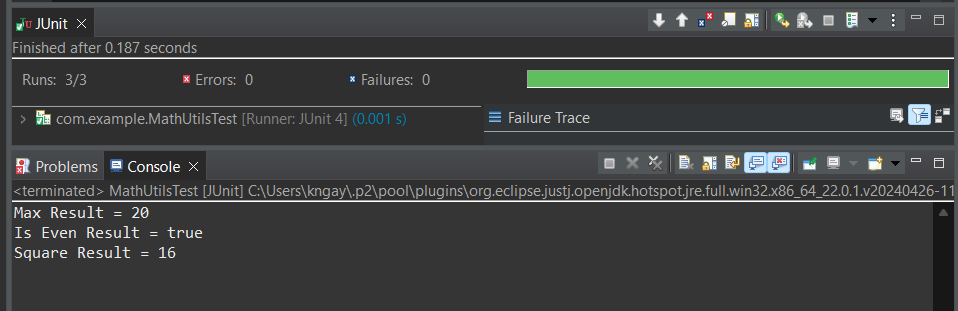 JUnit
Finished after 0.187 seconds
Runs: 3/3 Errors: 0 Failures: 0
com.example.MathUtilsTest [Runner: JUnit 4] (0.001 s)
Failure Trace
Problems Console
<terminated> MathUtilsTest [JUnit] C:\Users\kngay\.p2\pool\plugins\org.eclipse.justj.openjdk.hotspot.jre.full.win32.x86_64_22.0.1.v20240426-11
Max Result = 20
Is Even Result = true
Square Result = 16